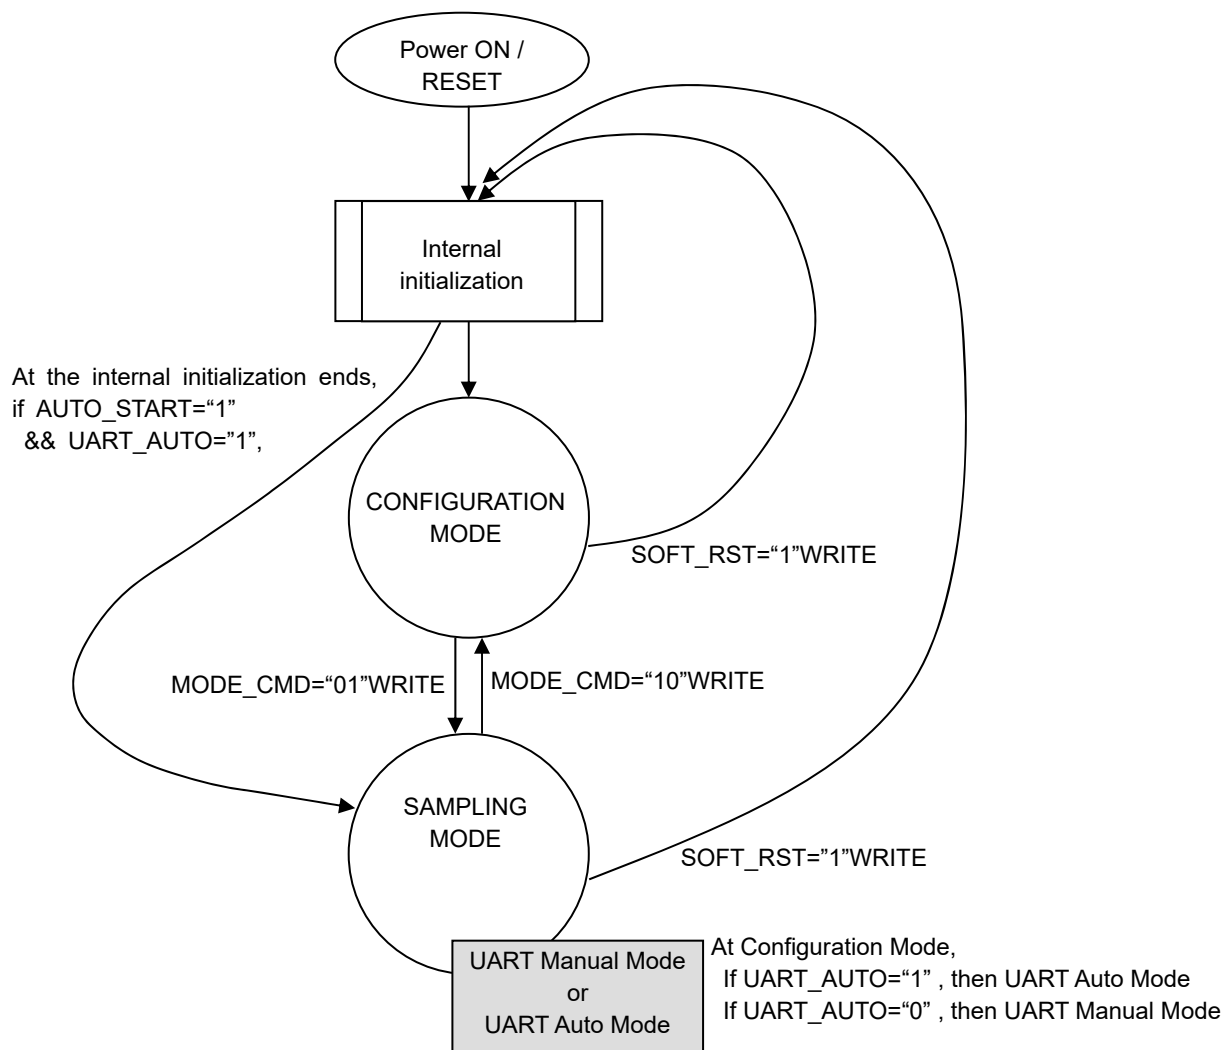 Power ON /
RESET
Internal
initialization
At the internal initialization ends,
if AUTO_START=“1”
&& UART_AUTO=”1”,
CONFIGURATION
MODE
SOFT_RST=“1”WRITE
MODE_CMD=“01”WRITE
MODE_CMD=“10”WRITE
SAMPLING
MODE
SOFT_RST=”1”WRITE
UART Manual Mode
or
UART Auto Mode
At Configuration Mode,
If UART_AUTO=“1” , then UART Auto Mode
If UART_AUTO=“0” , then UART Manual Mode